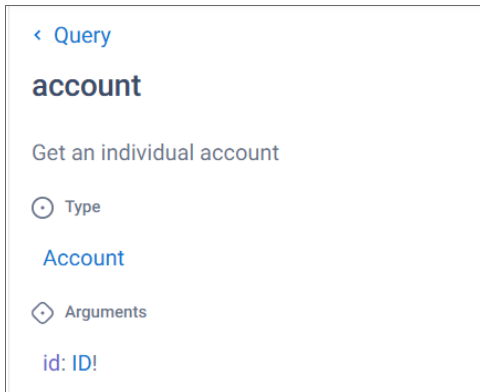 Query
account
Get an individual account
Type
Account
Arguments
id: ID!